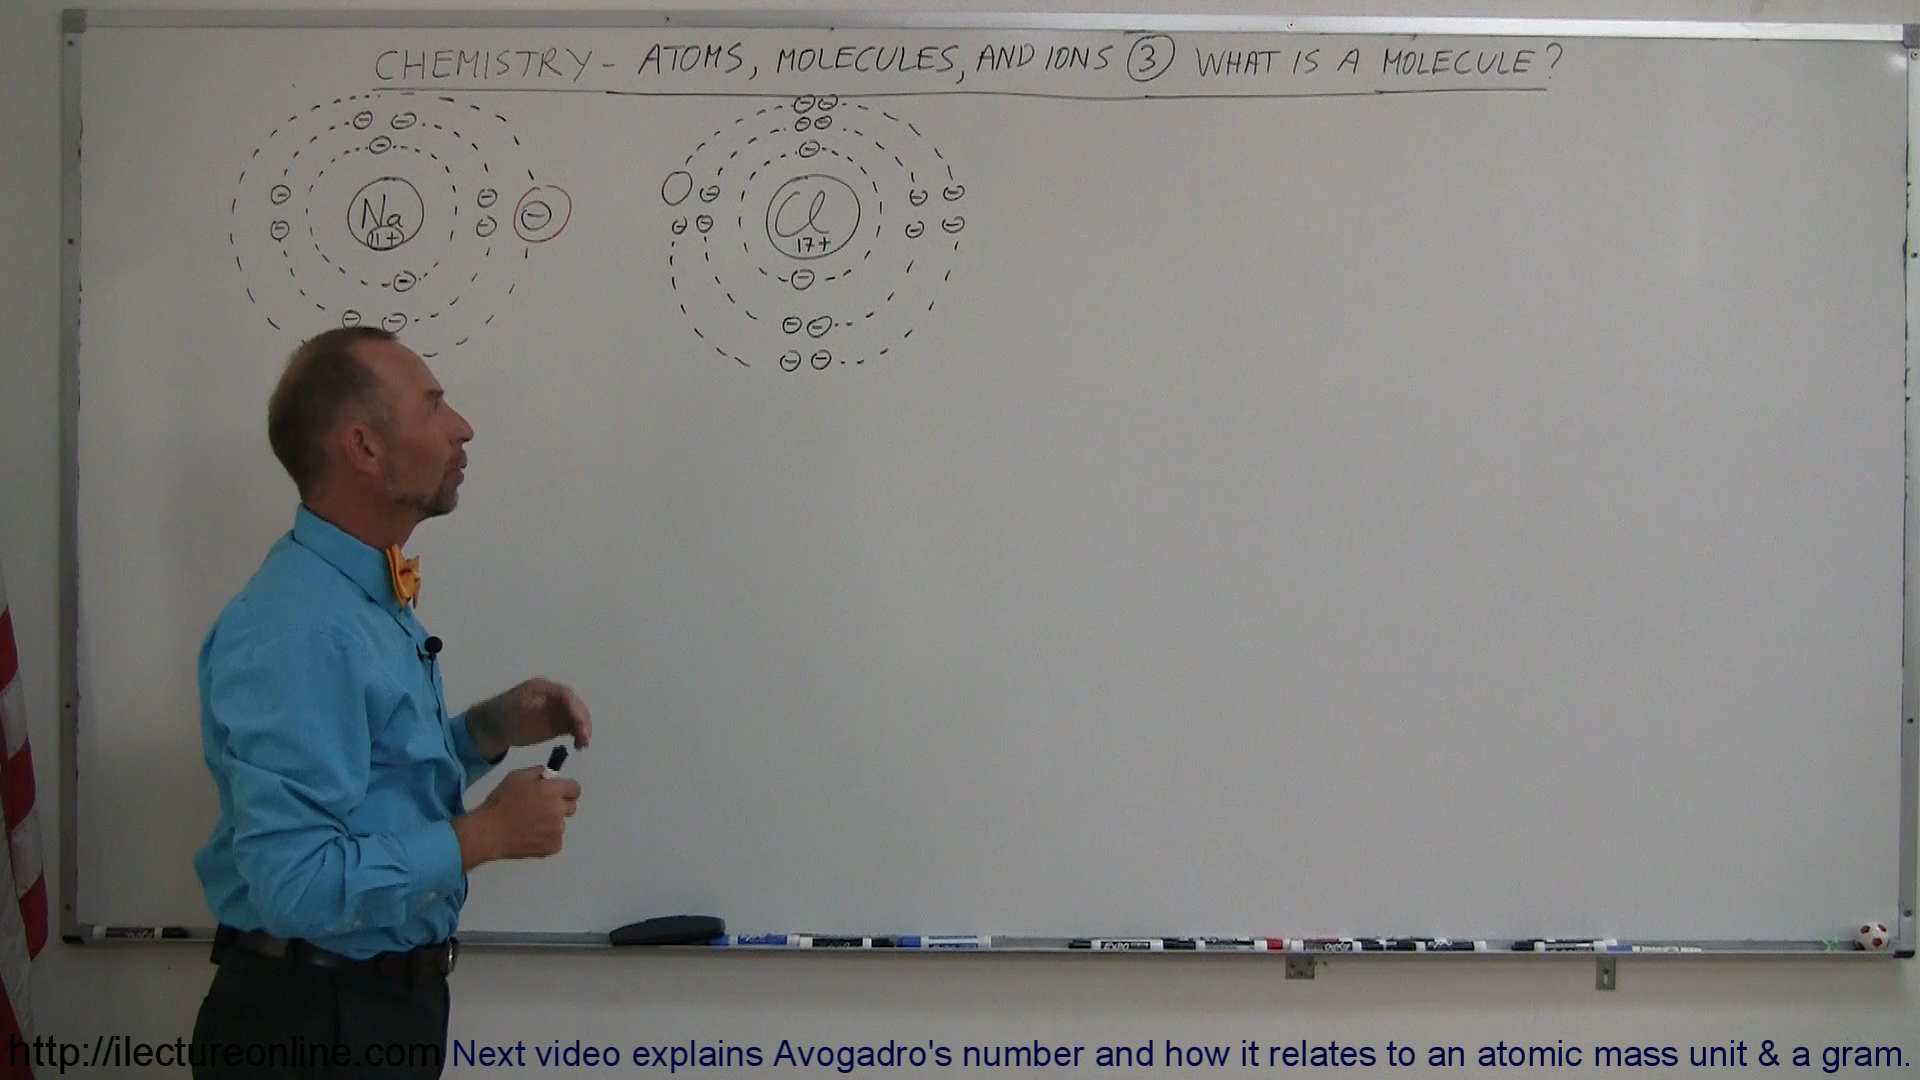 CHEMISTRY - ATOMS, MOLECULES, AND IONS ③ WHAT IS A MOLECULE?
Na
11+
Cl
17+
http://ilectureonline.com Next video explains Avogadro's number and how it relates to an atomic mass unit & a gram.